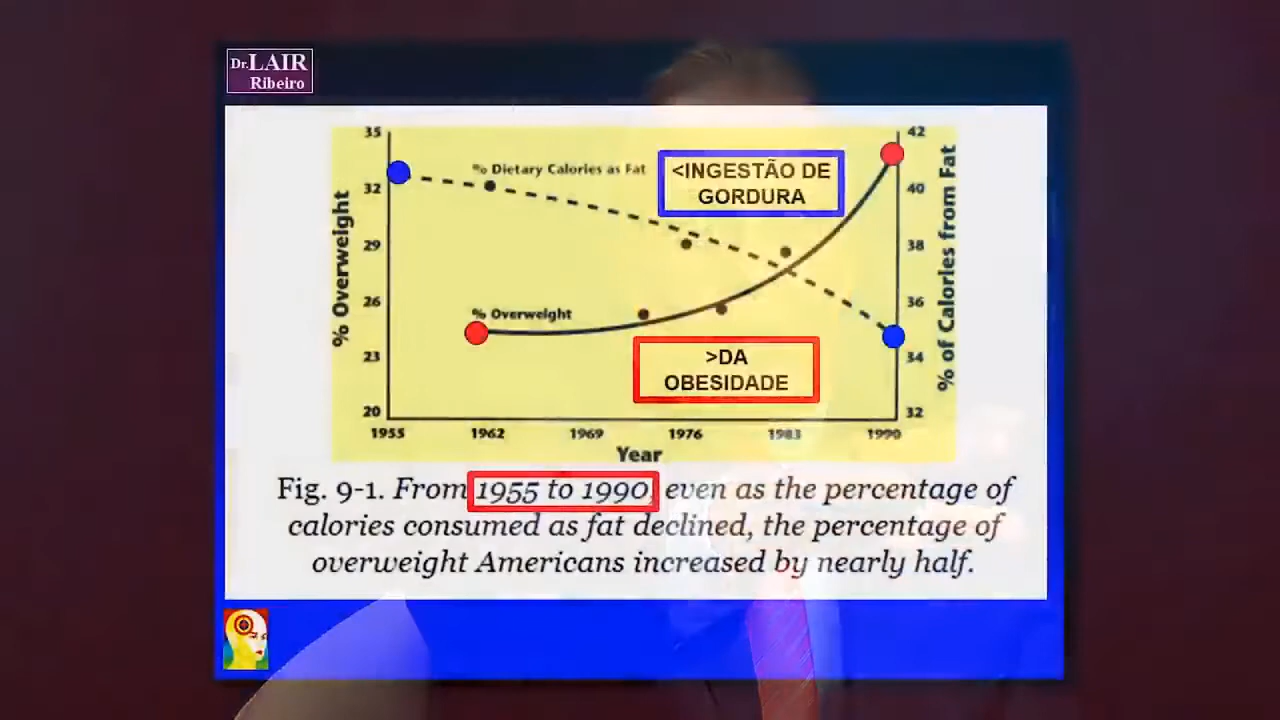 Dr. LAIR
Ribeiro
35
42
% Dietary Calories as Fat
<INGESTÃO DE
GORDURA
32
40
29
38
26
36
% Overweight
>DA
OBESIDADE
23
34
20
32
% Overweight
% of Calories from Fat
1955 1962 1969 1976 1983 1990
Year
Fig. 9-1. From 1955 to 1990, even as the percentage of
calories consumed as fat declined, the percentage of
overweight Americans increased by nearly half.